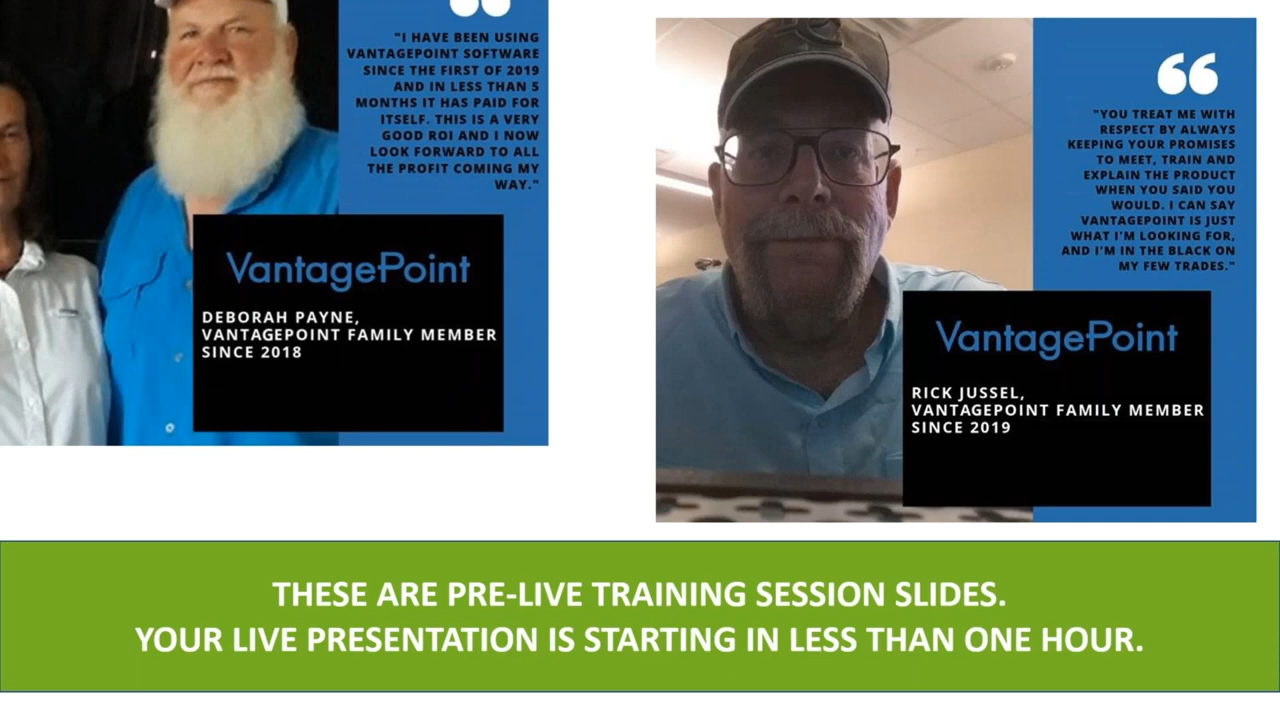 "I HAVE BEEN USING
VANTAGEPOINT SOFTWARE
SINCE THE FIRST OF 2019
AND IN LESS THAN 5
MONTHS IT HAS PAID FOR
ITSELF. THIS IS A VERY
GOOD ROI AND I NOW
LOOK FORWARD TO ALL
THE PROFIT COMING MY
WAY."
VantagePoint
DEBORAH PAYNE,
VANTAGEPOINT FAMILY MEMBER
SINCE 2018
"YOU TREAT ME WITH
RESPECT BY ALWAYS
KEEPING YOUR PROMISES
TO MEET, TRAIN AND
EXPLAIN THE PRODUCT
WHEN YOU SAID YOU
WOULD. I CAN SAY
VANTAGEPOINT IS JUST
WHAT I'M LOOKING FOR,
AND I'M IN THE BLACK ON
MY FEW TRADES."
VantagePoint
RICK JUSSEL,
VANTAGEPOINT FAMILY MEMBER
SINCE 2019
THESE ARE PRE-LIVE TRAINING SESSION SLIDES.
YOUR LIVE PRESENTATION IS STARTING IN LESS THAN ONE HOUR.